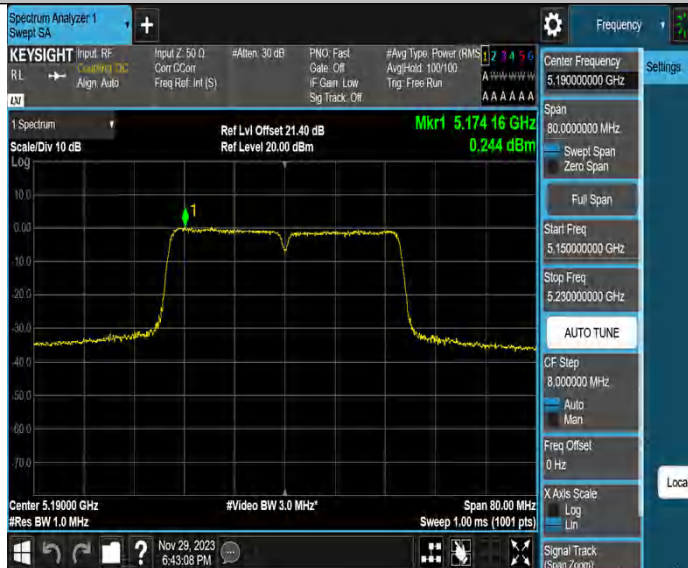 Spectrum Analyzer 1
Swept SA
Frequency
KEYSIGHT
RL
LXI
Input: RF
Coupling: DC
Align: Auto
Input Z: 50 Ω
Corr CCorr
Freq Ref: Int (S)
#Atten: 30 dB
PNO: Fast
Gate: Off
IF Gain: Low
Sig Track: Off
#Avg Type: Power (RMS
Avg|Hold: 100/100
Trig: Free Run
1 2 3 4 5 6
A W W W W W
A A A A A A
1 Spectrum
Scale/Div 10 dB
Log
Ref Lvl Offset 21.40 dB
Ref Level 20.00 dBm
Mkr1 5.174 16 GHz
0.244 dBm
1
10.0
0.00
-10.0
-20.0
-30.0
-40.0
-50.0
-60.0
-70.0
Center 5.19000 GHz
#Res BW 1.0 MHz
#Video BW 3.0 MHz*
Span 80.00 MHz
Sweep 1.00 ms (1001 pts)
Nov 29, 2023
6:43:08 PM
Center Frequency
5.190000000 GHz
Settings
Span
80.0000000 MHz
Swept Span
Zero Span
Full Span
Start Freq
5.150000000 GHz
Stop Freq
5.230000000 GHz
AUTO TUNE
CF Step
8.000000 MHz
Auto
Man
Freq Offset
0 Hz
X Axis Scale
Log
Lin
Loca
Signal Track
(Span Zoom)